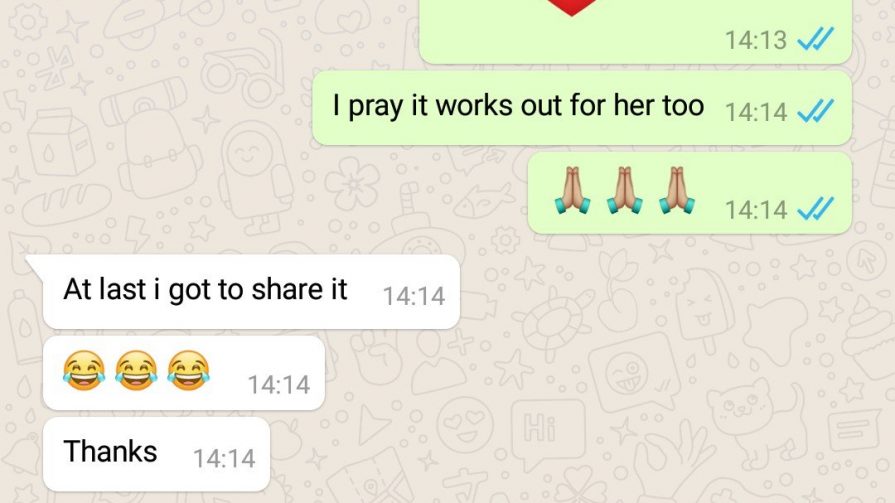 14:13
I pray it works out for her too 14:14
🙏🏼🙏🏼🙏🏼 14:14
At last i got to share it 14:14
😂😂😂 14:14
Thanks 14:14
Hi